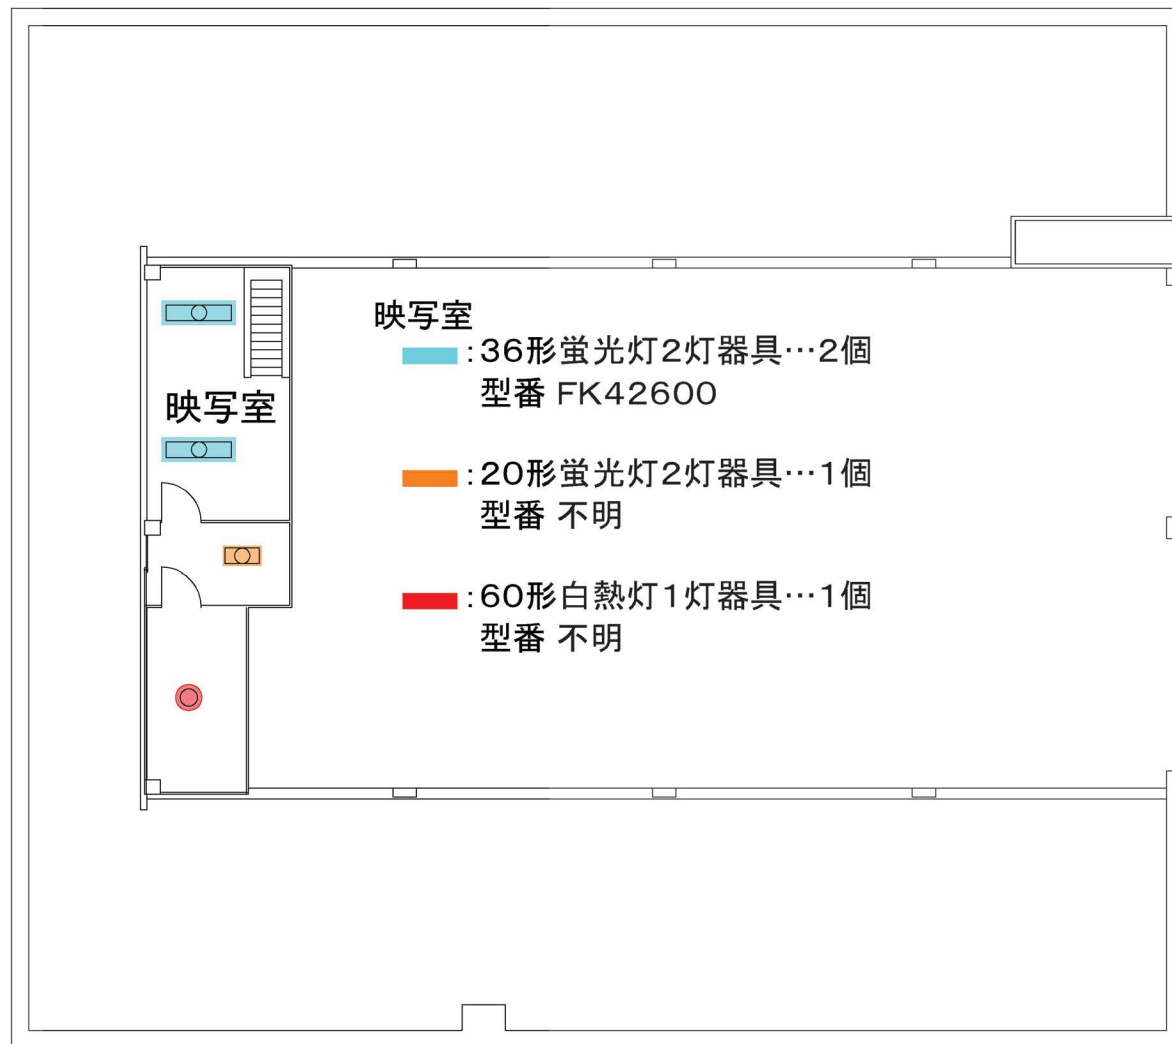 映写室
:36形蛍光灯2灯器具…2個
型番 FK42600
映写室
:20形蛍光灯2灯器具…1個
型番 不明
:60形白熱灯1灯器具…1個
型番 不明